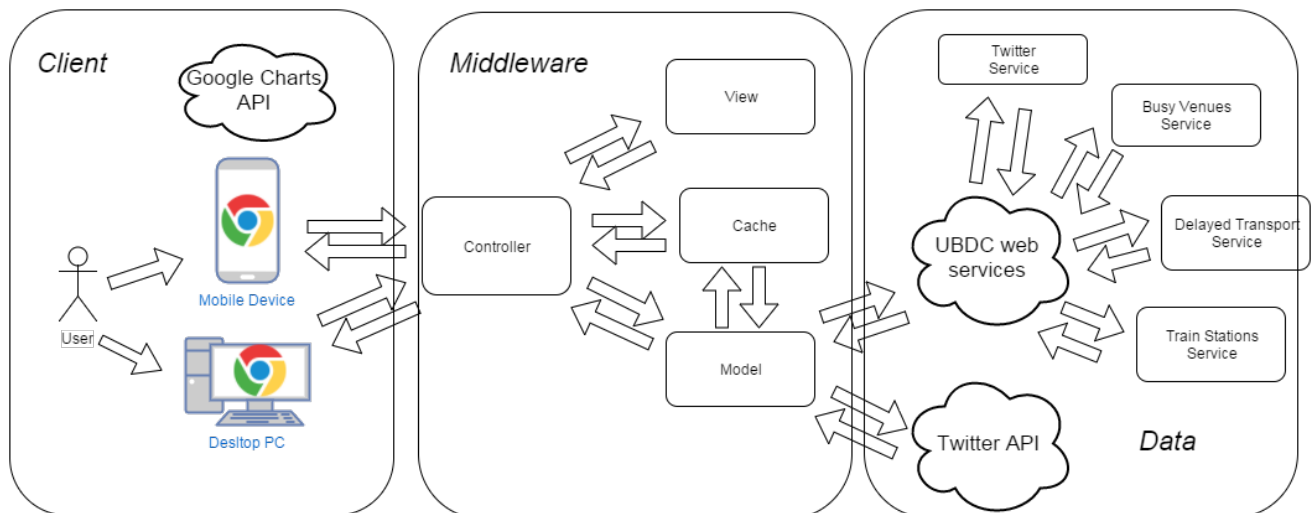 Client
Google Charts
API
Mobile Device
User
Desltop PC
Middleware
View
Controller
Cache
Model
Twitter
Service
Busy Venues
Service
UBDC web
services
Delayed Transport
Service
Train Stations
Service
Twitter API
Data